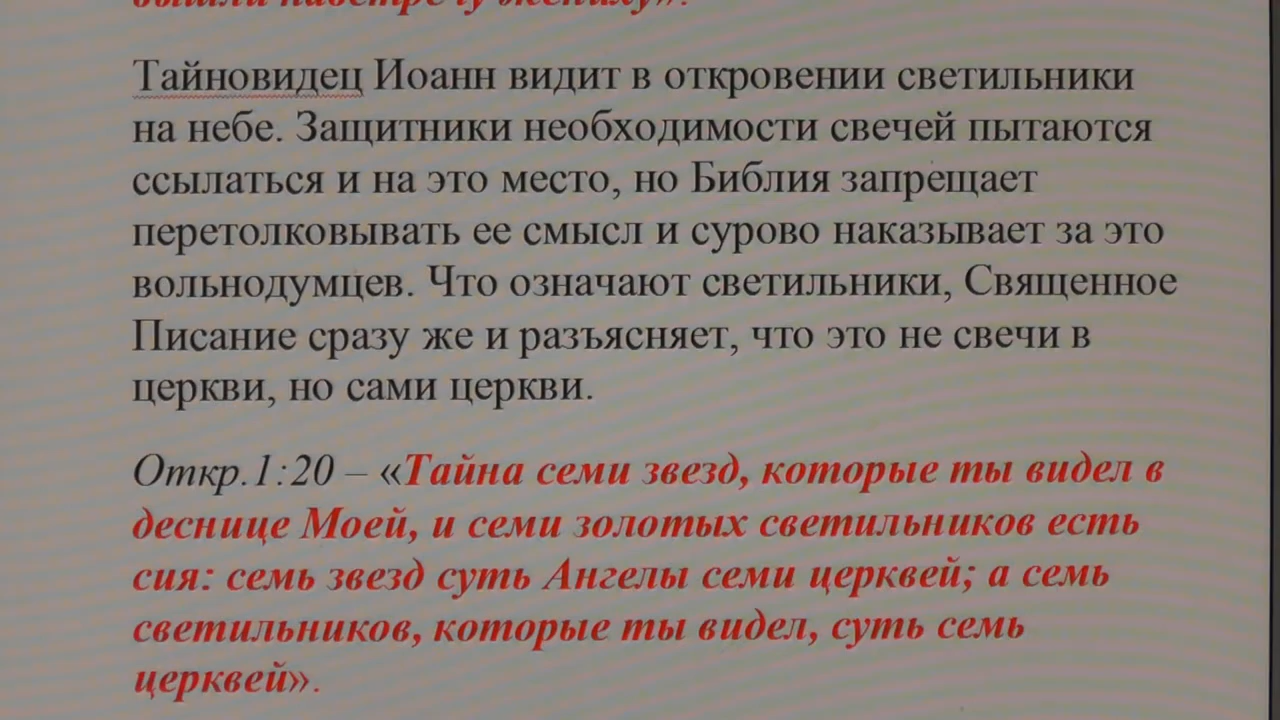 вышли навстречу жениху».
Тайновидец Иоанн видит в откровении светильники
на небе. Защитники необходимости свечей пытаются
ссылаться и на это место, но Библия запрещает
перетолковывать ее смысл и сурово наказывает за это
вольнодумцев. Что означают светильники, Священное
Писание сразу же и разъясняет, что это не свечи в
церкви, но сами церкви.
Откр.1:20 – «Тайна семи звезд, которые ты видел в
деснице Моей, и семи золотых светильников есть
сия: семь звезд суть Ангелы семи церквей; а семь
светильников, которые ты видел, суть семь
церквей».